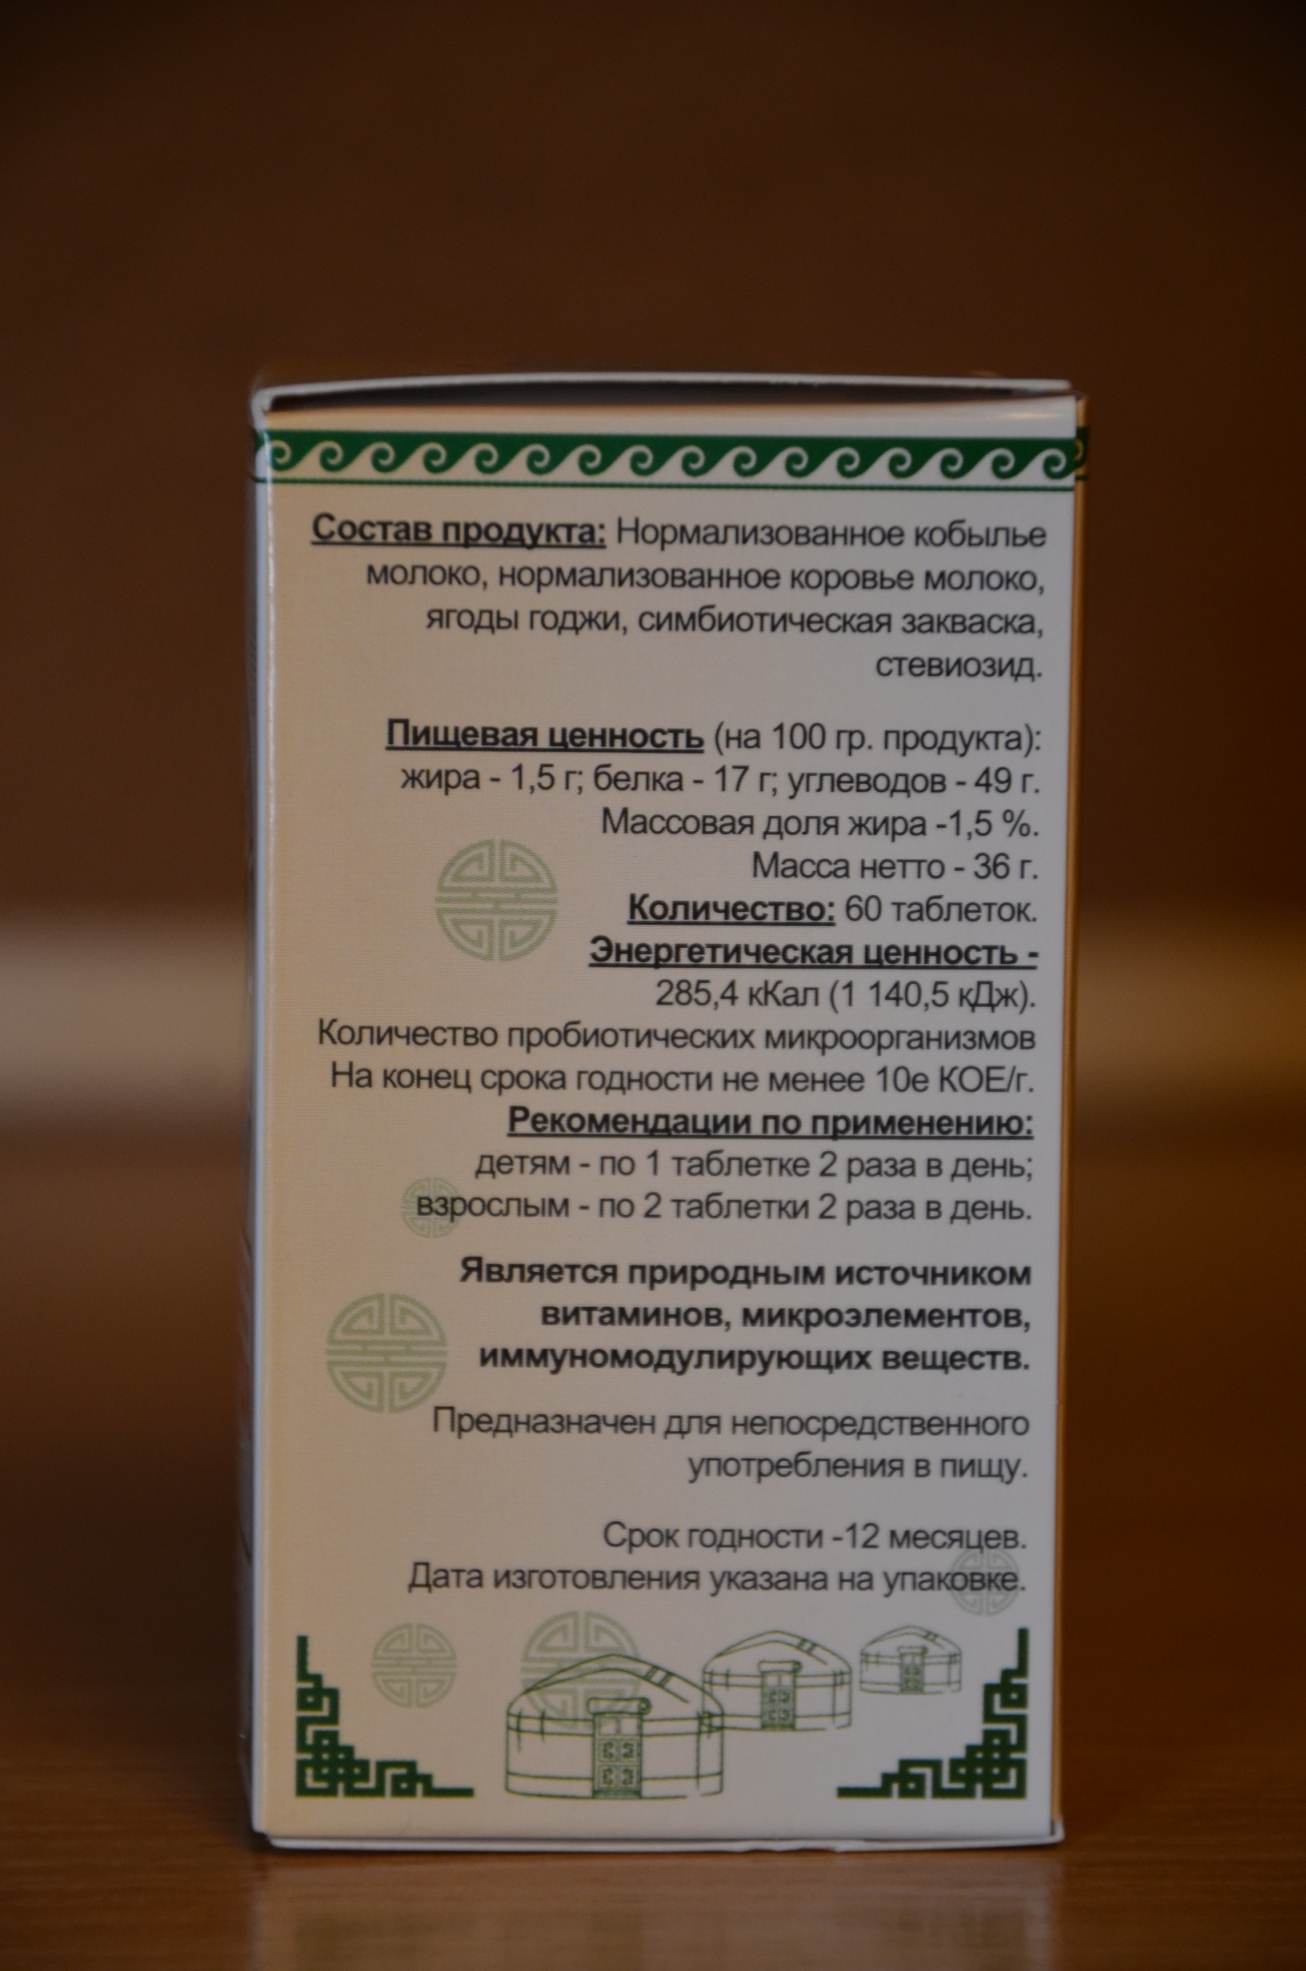 Состав продукта: Нормализованное кобылье
молоко, нормализованное коровье молоко,
ягоды годжи, симбиотическая закваска,
стевиозид.
Пищевая ценность (на 100 гр. продукта):
жира - 1,5 г; белка - 17 г; углеводов - 49 г.
Массовая доля жира -1,5 %.
Масса нетто - 36 г.
Количество: 60 таблеток.
Энергетическая ценность -
285,4 кКал (1 140,5 кДж).
Количество пробиотических микроорганизмов
На конец срока годности не менее 10е КОЕ/г.
Рекомендации по применению:
детям - по 1 таблетке 2 раза в день;
взрослым - по 2 таблетки 2 раза в день.
Является природным источником
витаминов, микроэлементов,
иммуномодулирующих веществ.
Предназначен для непосредственного
употребления в пищу.
Срок годности -12 месяцев.
Дата изготовления указана на упаковке.